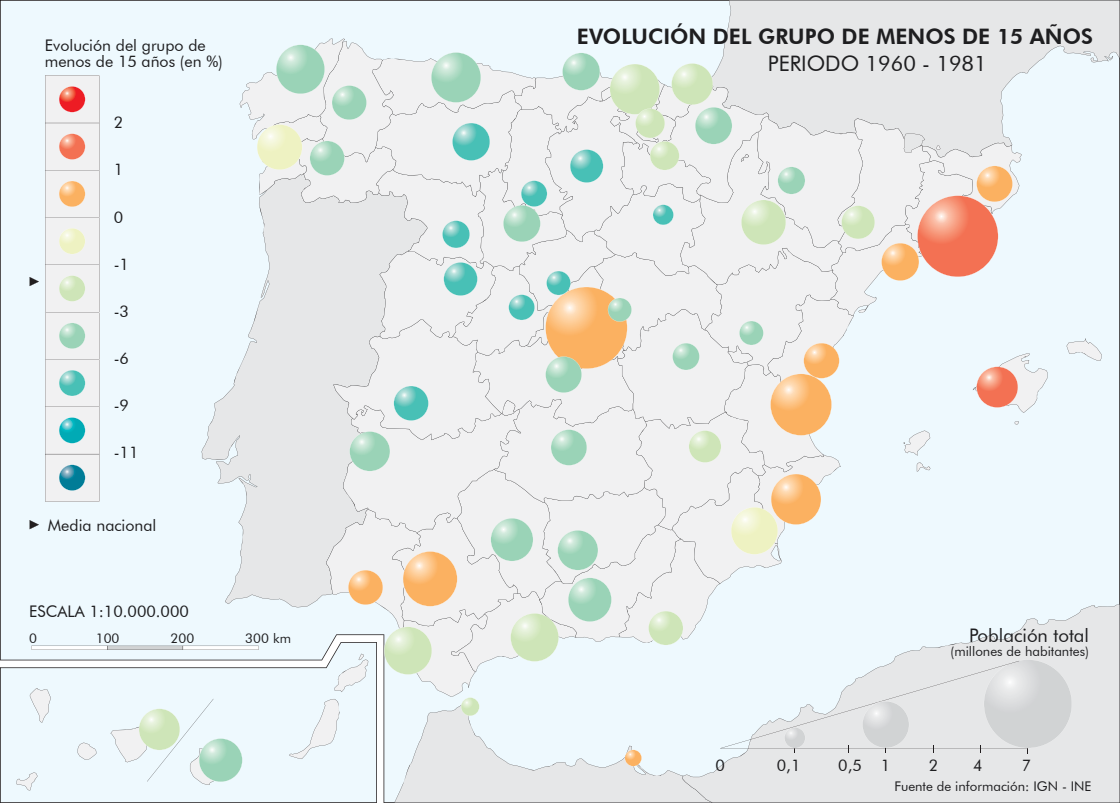 EVOLUCIÓN DEL GRUPO DE MENOS DE 15 AÑOS
PERIODO 1960 - 1981
Evolución del grupo de
menos de 15 años (en %)
2
1
0
-1
-3
-6
-9
-11
Media nacional
ESCALA 1:10.000.000
0 100 200 300 km
Población total
(millones de habitantes)
0 0,1 0,5 1 2 4 7
Fuente de información: IGN - INE